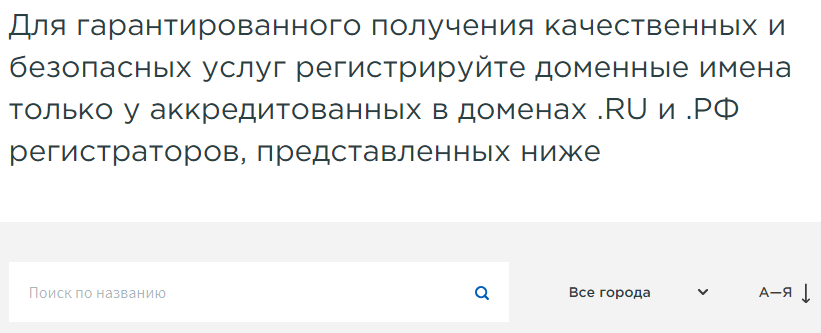 Для гарантированного получения качественных и
безопасных услуг регистрируйте доменные имена
только у аккредитованных в доменах .RU и .РФ
регистраторов, представленных ниже
Поиск по названию Все города А—Я